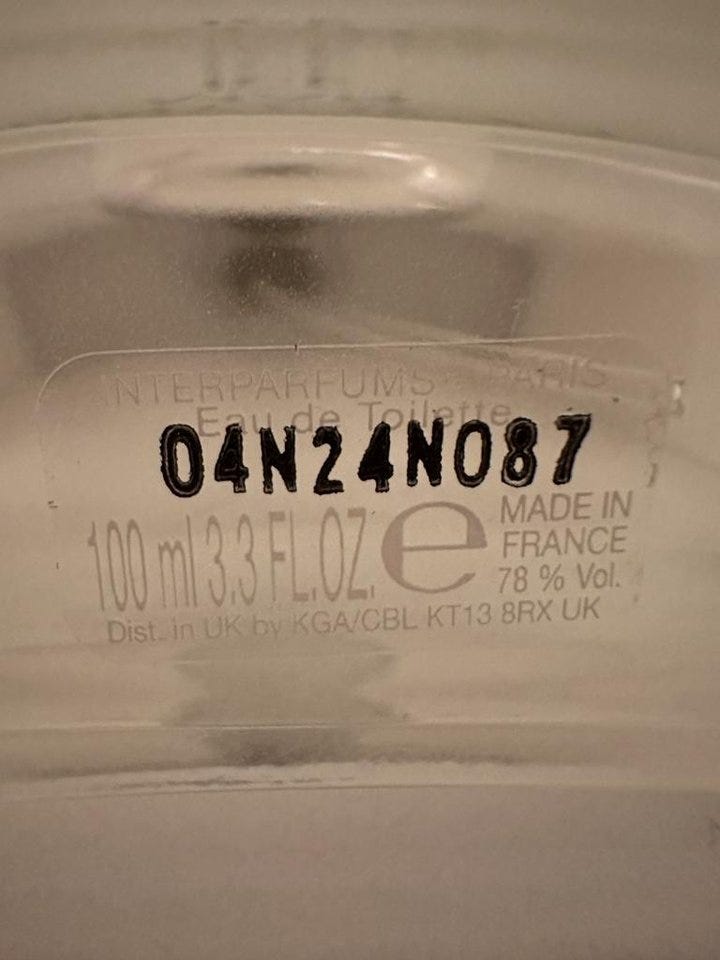 INTERPARFUMS PARIS
Eau de Toilette
04N24N087
100 ml 3.3 FL.OZ. e
MADE IN
FRANCE
78 % Vol.
Dist. in UK by KGA/CBL KT13 8RX UK